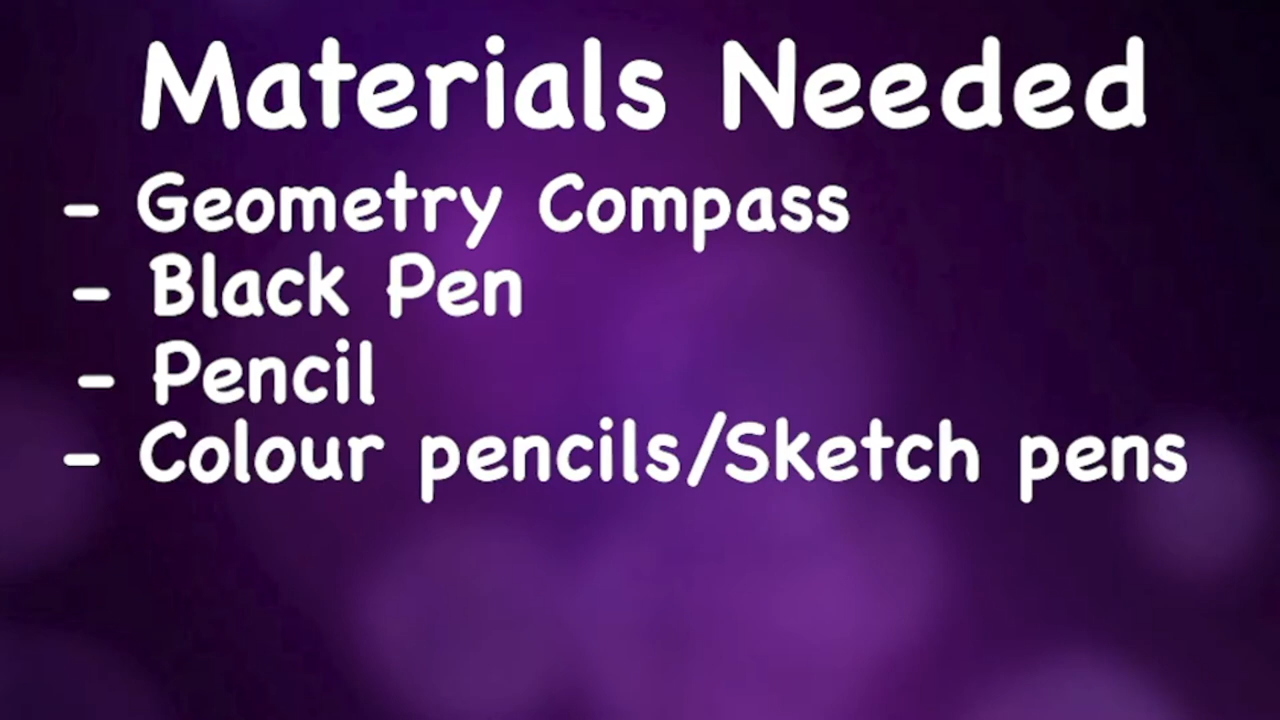 Materials Needed
- Geometry Compass
- Black Pen
- Pencil
- Colour pencils/Sketch pens